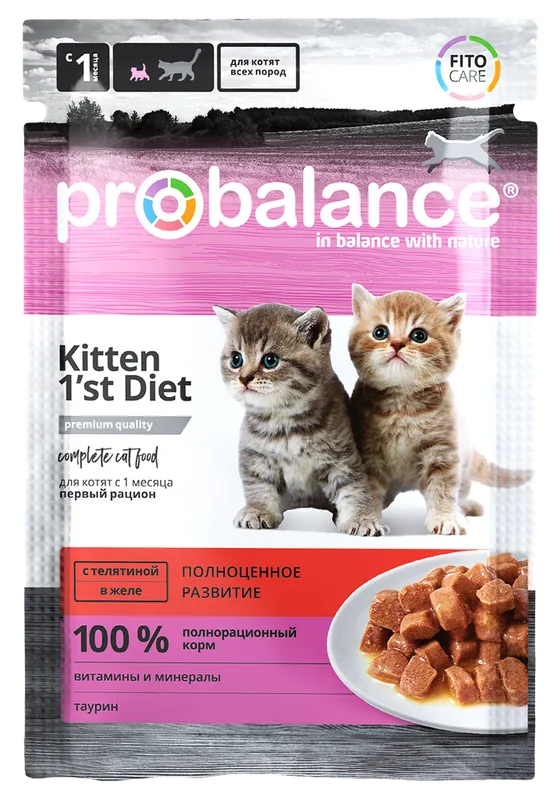 с 1 месяца
для котят
всех пород
FITO
CARE
probalance®
in balance with nature
Kitten
1'st Diet
premium quality
complete cat food
для котят с 1 месяца
первый рацион
с телятиной
в желе
ПОЛНОЦЕННОЕ
РАЗВИТИЕ
100 %
полнорационный
корм
витамины и минералы
таурин